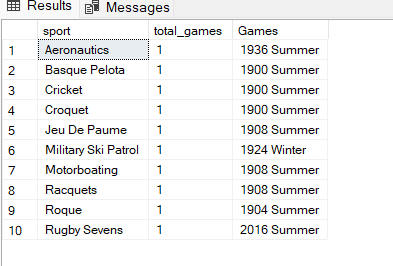 Results Messages
sport total_games Games
1 Aeronautics 1 1936 Summer
2 Basque Pelota 1 1900 Summer
3 Cricket 1 1900 Summer
4 Croquet 1 1900 Summer
5 Jeu De Paume 1 1908 Summer
6 Military Ski Patrol 1 1924 Winter
7 Motorboating 1 1908 Summer
8 Racquets 1 1908 Summer
9 Roque 1 1904 Summer
10 Rugby Sevens 1 2016 Summer